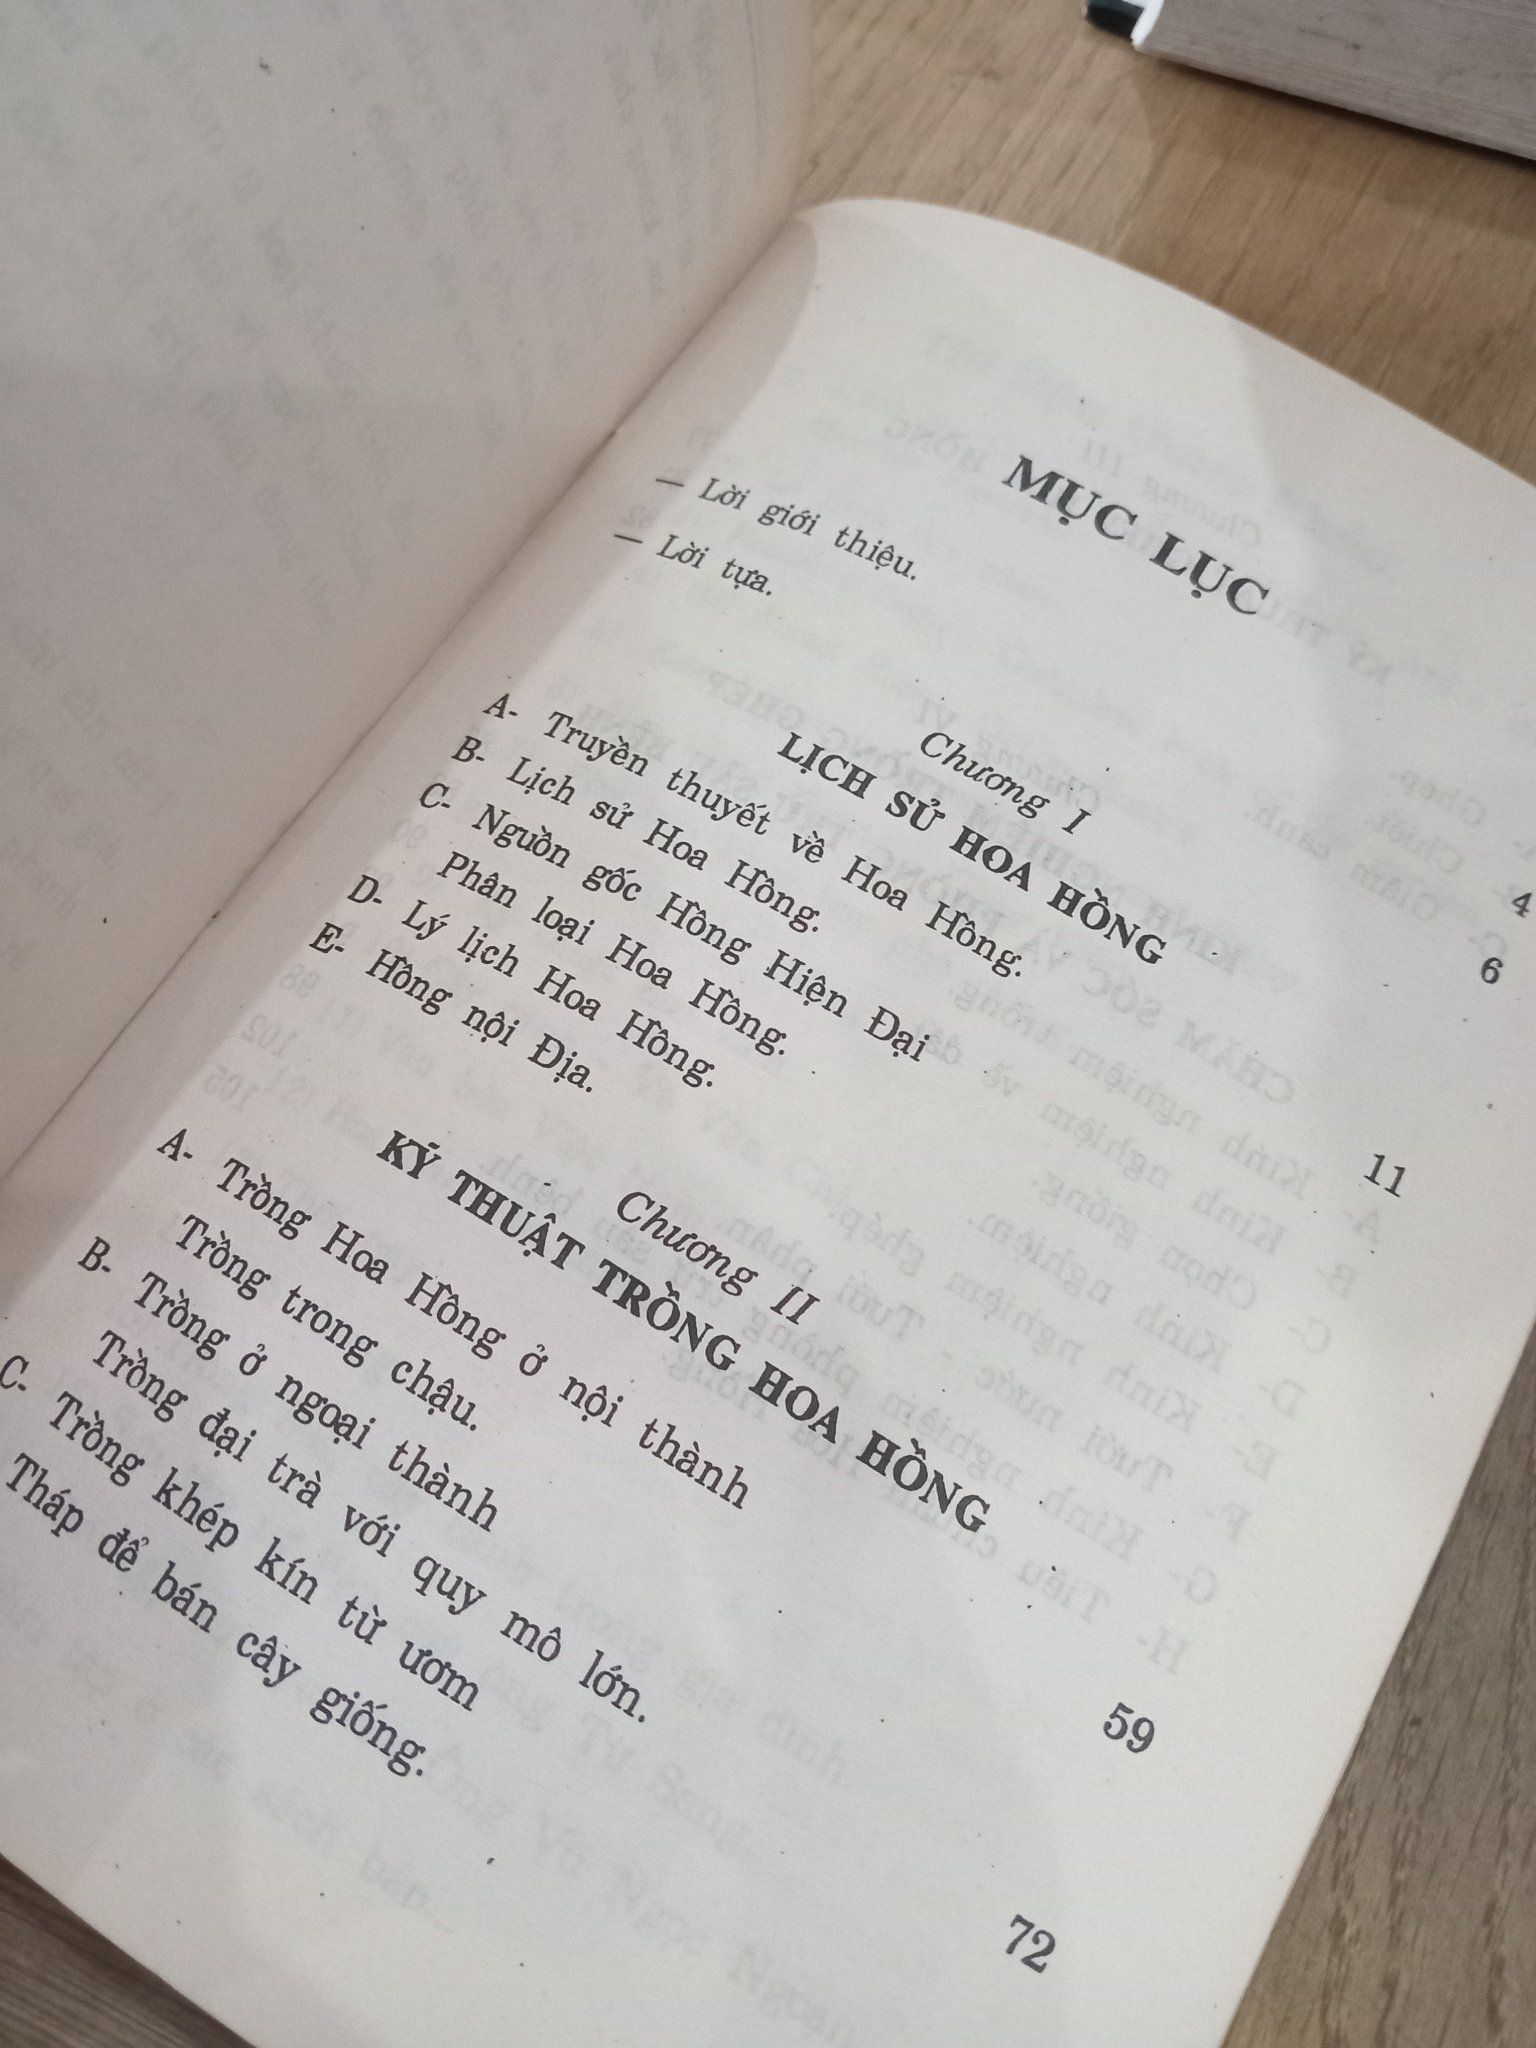 MỤC LỤC
— Lời giới thiệu. 4
— Lời tựa. 6
Chương I
LỊCH SỬ HOA HỒNG 11
A- Truyền thuyết về Hoa Hồng.
B- Lịch sử Hoa Hồng.
C- Nguồn gốc Hồng Hiện Đại
Phân loại Hoa Hồng.
D- Lý lịch Hoa Hồng.
E- Hồng nội Địa.
Chương II
KỸ THUẬT TRỒNG HOA HỒNG 59
A- Trồng Hoa Hồng ở nội thành
Trồng trong chậu.
B- Trồng ở ngoại thành
Trồng đại trà với quy mô lớn.
C- Trồng khép kín từ ươm
Tháp để bán cây giống. 72